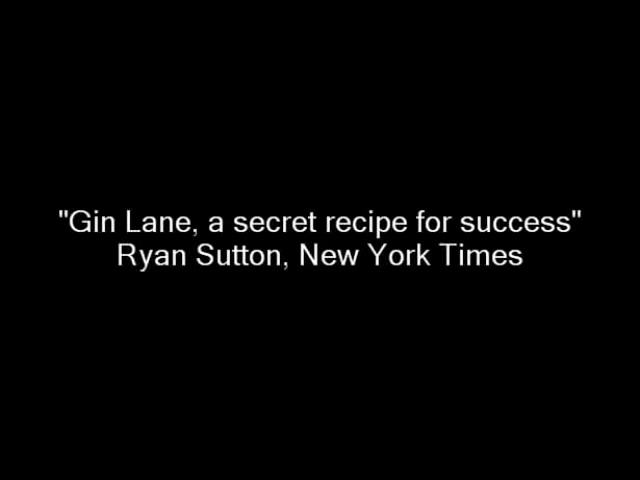 "Gin Lane, a secret recipe for success"
Ryan Sutton, New York Times